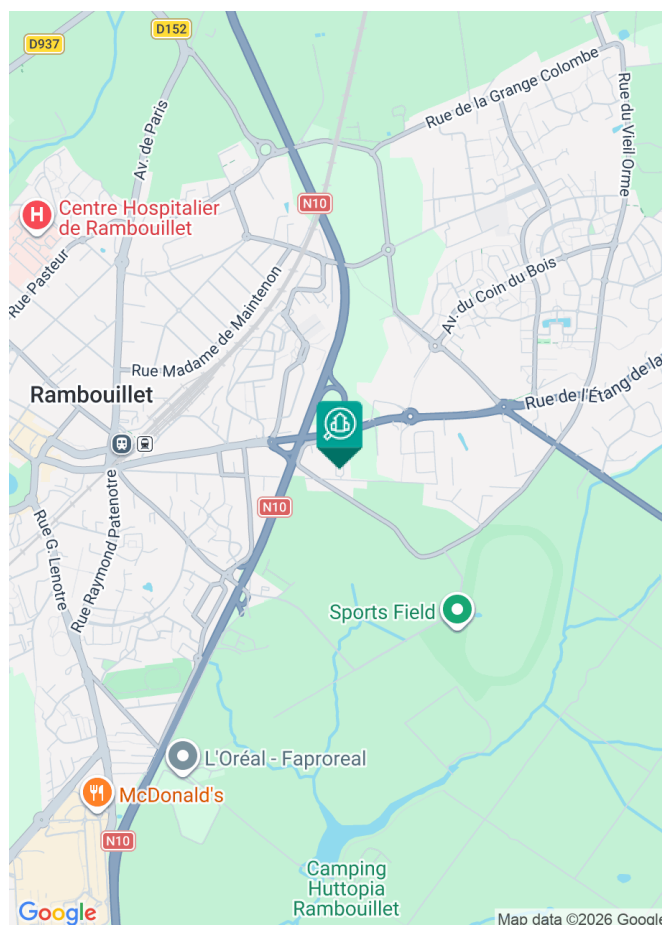 D152
D937
Rue de la Grange Colombe
Rue du Vieil Orme
Av. de Paris
N10
H
Centre Hospitalier
de Rambouillet
Rue Pasteur
Rue Madame de Maintenon
Av. du Coin du Bois
Rambouillet
Rue de l'Étang de la
N10
Rue G. Lenotre
Rue Raymond Patenotre
Sports Field
L'Oréal - Faproreal
McDonald's
N10
Camping
Huttopia
Rambouillet
Google
Map data ©2026 Google